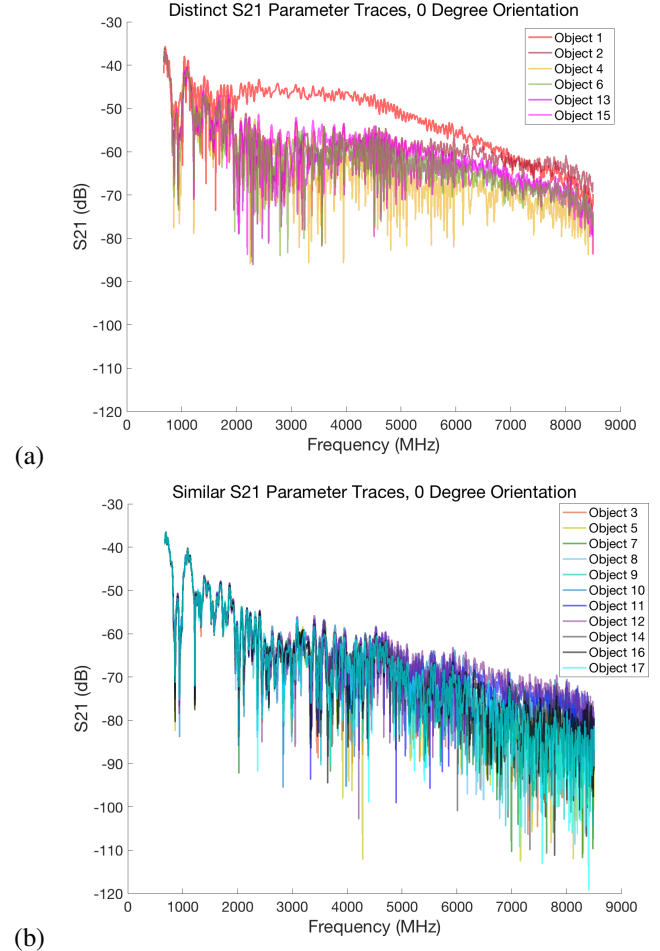 Distinct S21 Parameter Traces, 0 Degree Orientation
-30
-40
-50
-60
-70
-80
-90
-100
-110
-120
S21 (dB)
Object 1
Object 2
Object 4
Object 6
Object 13
Object 15
1000 2000 3000 4000 5000 6000 7000 8000 9000
Frequency (MHz)
(a)
Similar S21 Parameter Traces, 0 Degree Orientation
-30
-40
-50
-60
-70
-80
-90
-100
-110
-120
S21 (dB)
Object 3
Object 5
Object 7
Object 8
Object 9
Object 10
Object 11
Object 12
Object 14
Object 16
Object 17
1000 2000 3000 4000 5000 6000 7000 8000 9000
Frequency (MHz)
(b)